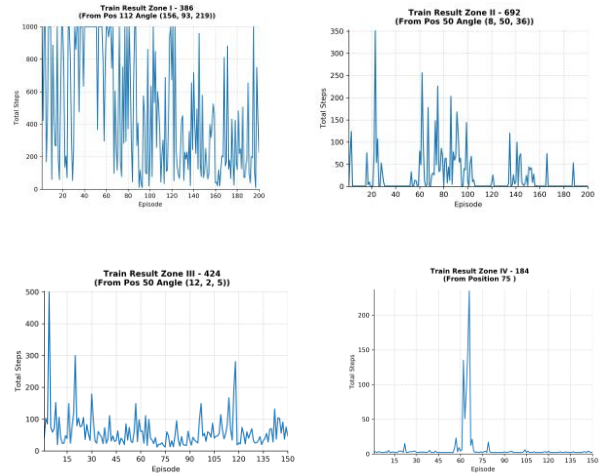 Train Result Zone I - 386
(From Pos 112 Angle (156, 93, 219))
1000
800
600
400
200
0
Total Steps
20 40 60 80 100 120 140 160 180 200
Episode
Train Result Zone II - 692
(From Pos 50 Angle (8, 50, 36))
350
300
250
200
150
100
50
0
Total Steps
20 40 60 80 100 120 140 160 180 200
Episode
Train Result Zone III - 424
(From Pos 50 Angle (12, 2, 5))
500
400
300
200
100
0
Total Steps
15 30 45 60 75 90 105 120 135 150
Episode
Train Result Zone IV - 184
(From Position 75 )
200
150
100
50
0
Total Steps
15 30 45 60 75 90 105 120 135 150
Episode